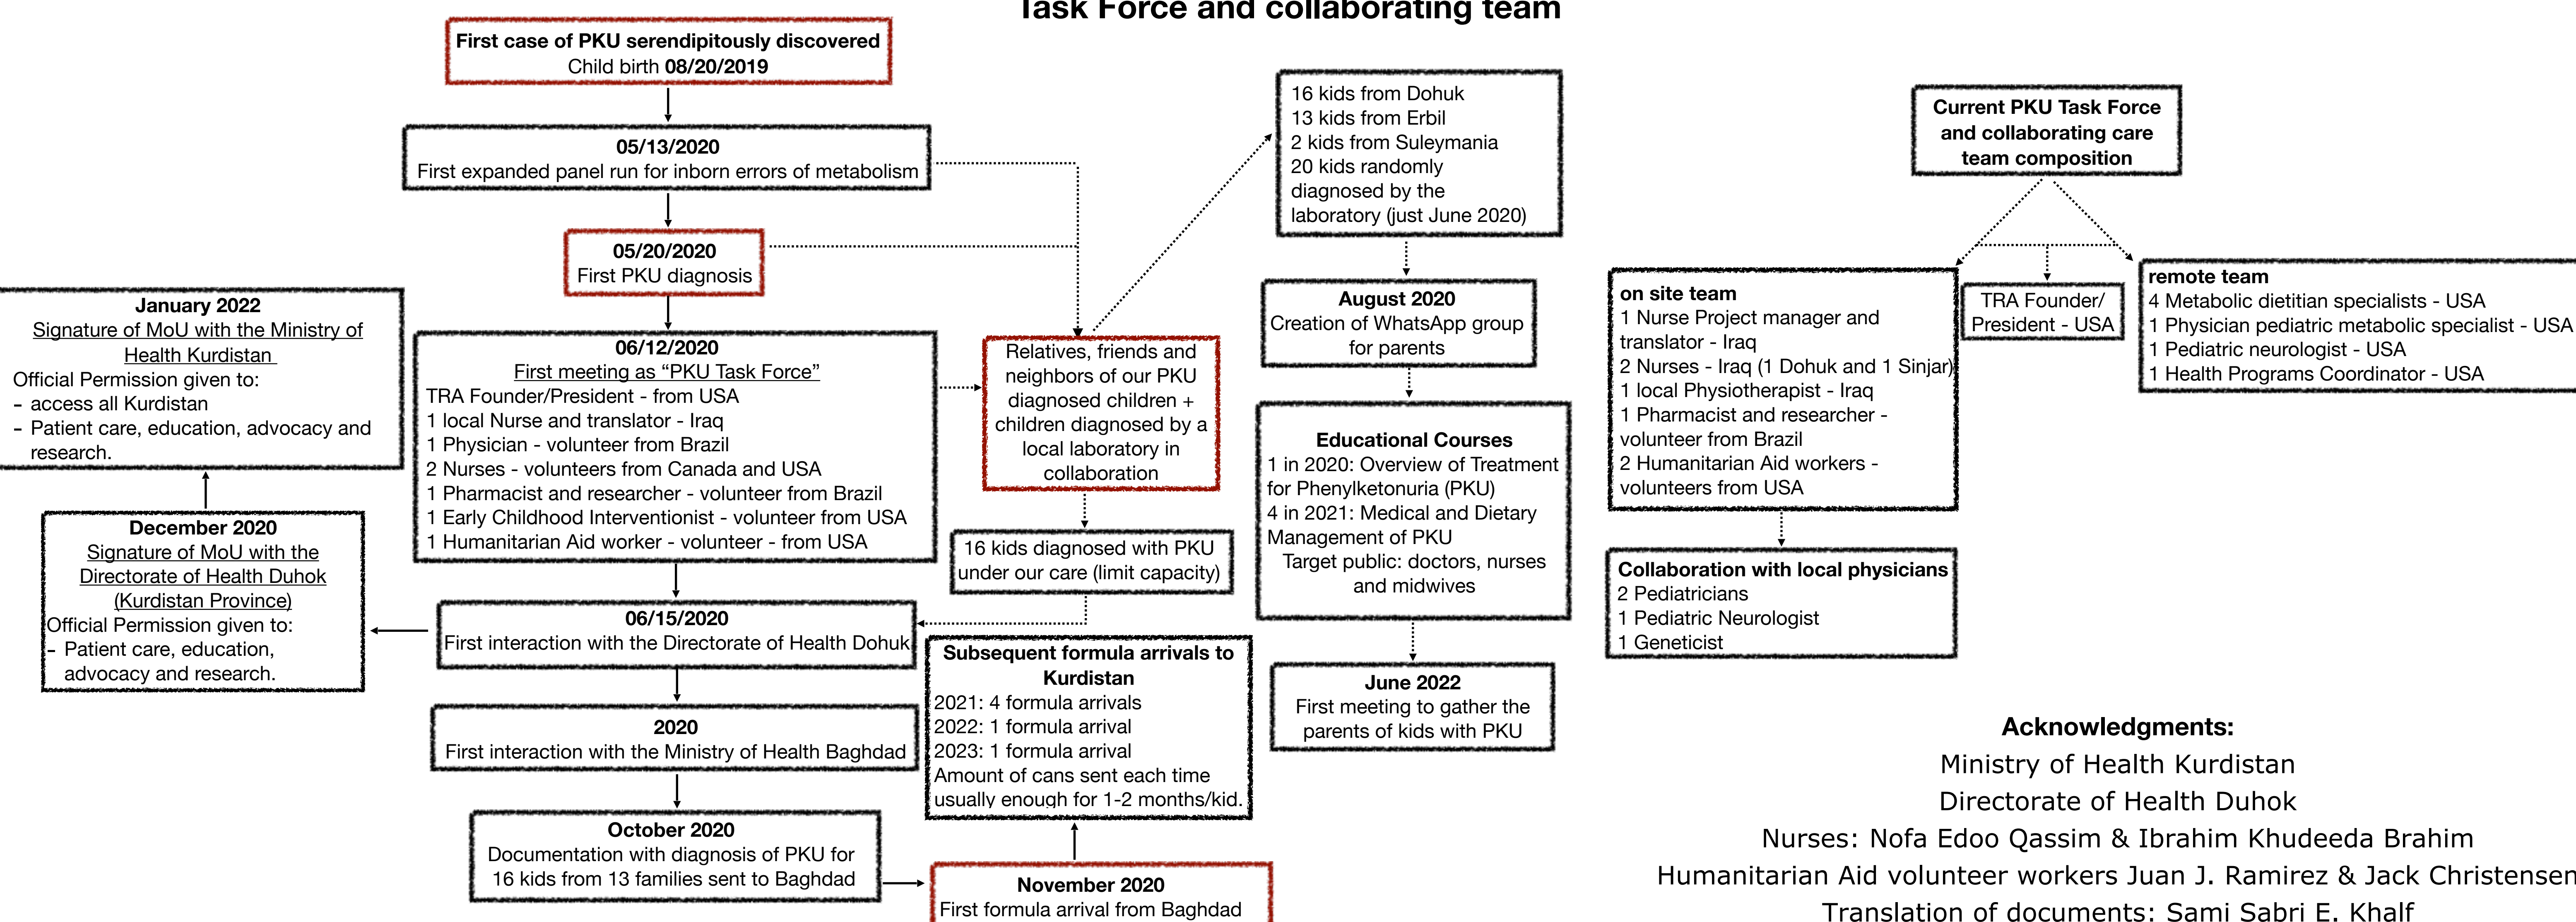 Task Force and collaborating team
First case of PKU serendipitously discovered
Child birth 08/20/2019
05/13/2020
First expanded panel run for inborn errors of metabolism
05/20/2020
First PKU diagnosis
06/12/2020
First meeting as “PKU Task Force”
TRA Founder/President - from USA
1 local Nurse and translator - Iraq
1 Physician - volunteer from Brazil
2 Nurses - volunteers from Canada and USA
1 Pharmacist and researcher - volunteer from Brazil
1 Early Childhood Interventionist - volunteer from USA
1 Humanitarian Aid worker - volunteer - from USA
06/15/2020
First interaction with the Directorate of Health Dohuk
January 2022
Signature of MoU with the Ministry of
Health Kurdistan
Official Permission given to:
- access all Kurdistan
- Patient care, education, advocacy and
research.
December 2020
Signature of MoU with the
Directorate of Health Duhok
(Kurdistan Province)
Official Permission given to:
- Patient care, education,
advocacy and research.
2020
First interaction with the Ministry of Health Baghdad
October 2020
Documentation with diagnosis of PKU for
16 kids from 13 families sent to Baghdad
November 2020
First formula arrival from Baghdad
Subsequent formula arrivals to
Kurdistan
2021: 4 formula arrivals
2022: 1 formula arrival
2023: 1 formula arrival
Amount of cans sent each time
usually enough for 1-2 months/kid.
Relatives, friends and
neighbors of our PKU
diagnosed children +
children diagnosed by a
local laboratory in
collaboration
16 kids diagnosed with PKU
under our care (limit capacity)
16 kids from Dohuk
13 kids from Erbil
2 kids from Suleymania
20 kids randomly
diagnosed by the
laboratory (just June 2020)
August 2020
Creation of WhatsApp group
for parents
Educational Courses
1 in 2020: Overview of Treatment
for Phenylketonuria (PKU)
4 in 2021: Medical and Dietary
Management of PKU
Target public: doctors, nurses
and midwives
June 2022
First meeting to gather the
parents of kids with PKU
Current PKU Task Force
and collaborating care
team composition
on site team
1 Nurse Project manager and
translator - Iraq
2 Nurses - Iraq (1 Dohuk and 1 Sinjar)
1 local Physiotherapist - Iraq
1 Pharmacist and researcher -
volunteer from Brazil
2 Humanitarian Aid workers -
volunteers from USA
TRA Founder/
President - USA
remote team
4 Metabolic dietitian specialists - USA
1 Physician pediatric metabolic specialist - USA
1 Pediatric neurologist - USA
1 Health Programs Coordinator - USA
Collaboration with local physicians
2 Pediatricians
1 Pediatric Neurologist
1 Geneticist
Acknowledgments:
Ministry of Health Kurdistan
Directorate of Health Duhok
Nurses: Nofa Edoo Qassim & Ibrahim Khudeeda Brahim
Humanitarian Aid volunteer workers Juan J. Ramirez & Jack Christensen
Translation of documents: Sami Sabri E. Khalf